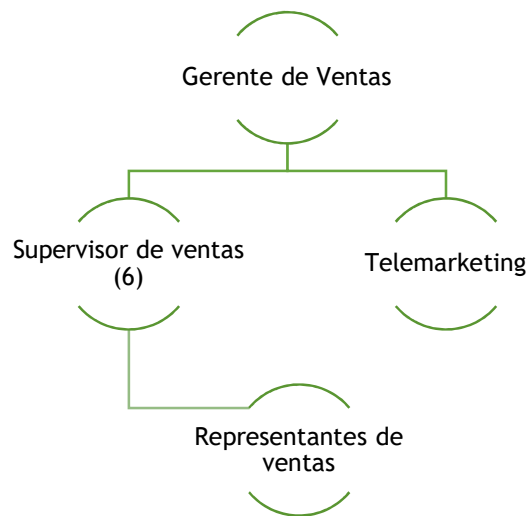 Gerente de Ventas
Supervisor de ventas
(6)
Telemarketing
Representantes de
ventas